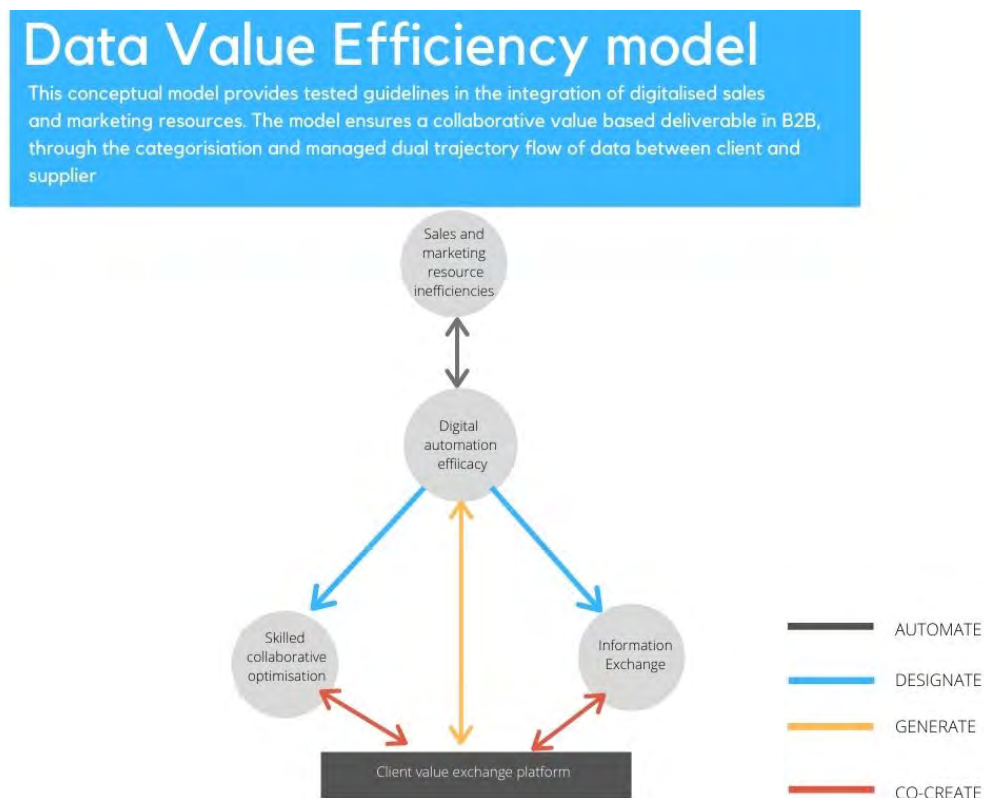 Data Value Efficiency model
This conceptual model provides tested guidelines in the integration of digitalised sales
and marketing resources. The model ensures a collaborative value based deliverable in B2B,
through the categorisiation and managed dual trajectory flow of data between client and
supplier
Sales and
marketing
resource
inefficiencies
Digital
automation
effiicacy
Skilled
collaborative
optimisation
Information
Exchange
Client value exchange platform
AUTOMATE
DESIGNATE
GENERATE
CO-CREATE